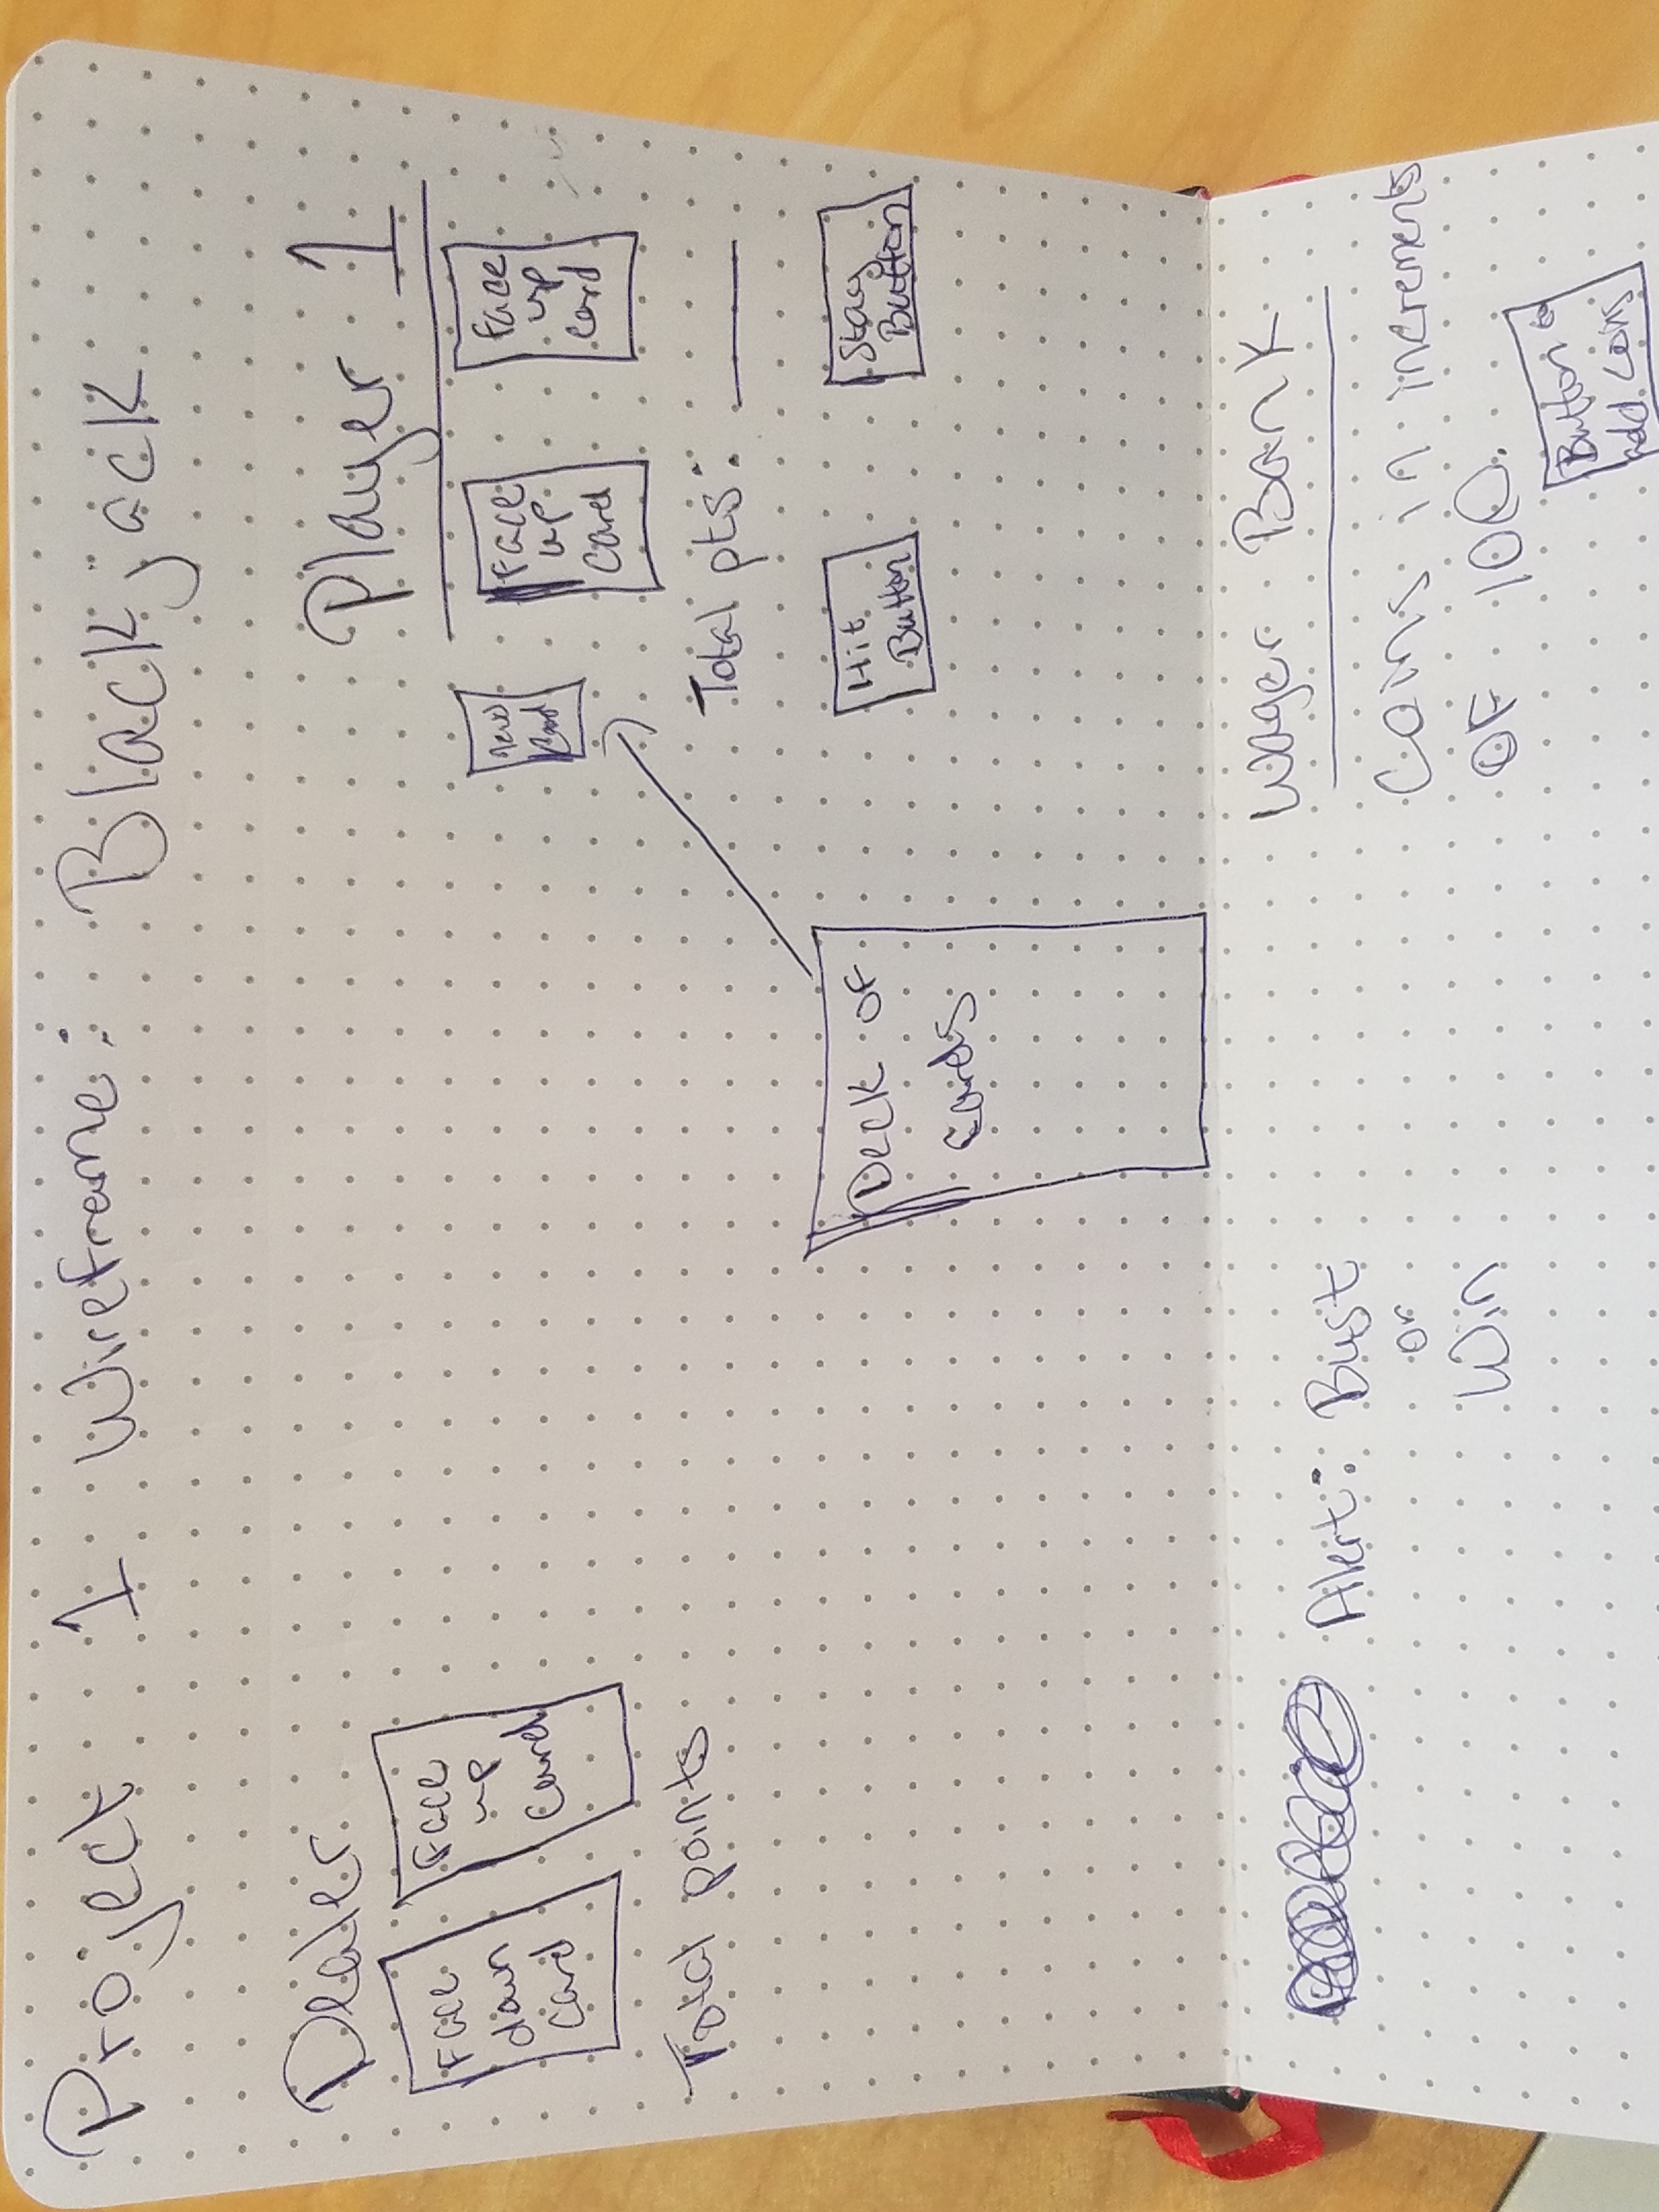 Project 1 Wireframe: Blackjack
Dealer
Face
down
Card
Face
up
Card
Total points
Player 1
new
Card
Face
up
Card
Face
up
Card
Total pts:
Hit
Button
Stay
Button
Deck of
Cards
Alert: Bust
or
Win
Wager Bank
Coins in increments
OF 100.
Button to
add coins